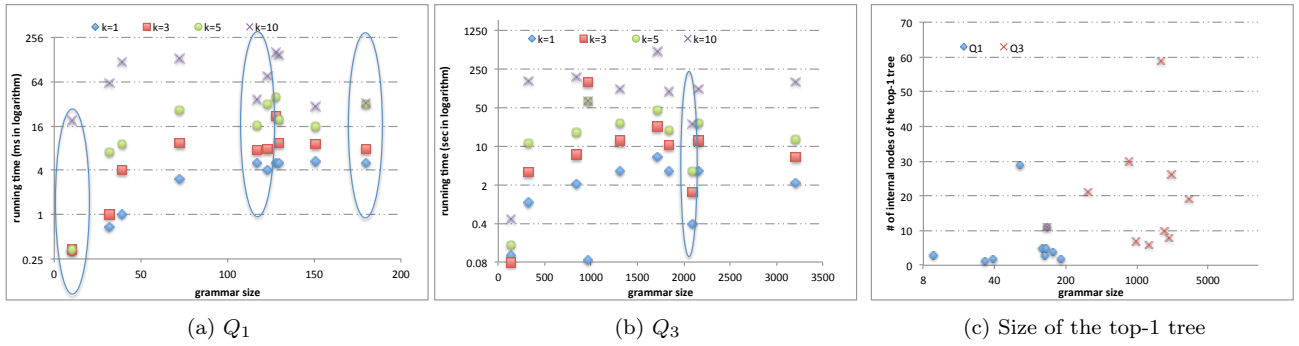 k=1 k=3 k=5 k=10
256
64
16
4
1
0.25
0 50 100 150 200
running time (ms in logarithm)
grammar size
(a) Q1
k=1 k=3 k=5 k=10
1250
250
50
10
2
0.4
0.08
0 500 1000 1500 2000 2500 3000 3500
running time (sec in logarithm)
grammar size
(b) Q3
Q1 Q3
70
60
50
40
30
20
10
0
8 40 200 1000 5000
# of internal nodes of the top-1 tree
grammar size
(c) Size of the top-1 tree